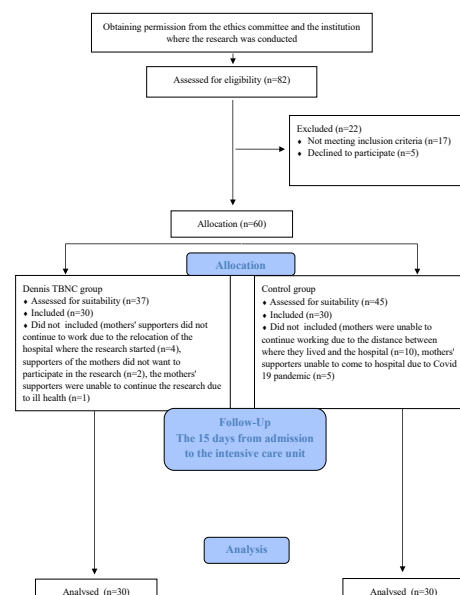 Obtaining permission from the ethics committee and the institution
where the research was conducted
Assessed for eligibility (n=82)
Excluded (n=22)
♦ Not meeting inclusion criteria (n=17)
♦ Declined to participate (n=5)
Allocation (n=60)
Allocation
Dennis TBNC group
♦ Assessed for suitability (n=37)
♦ Included (n=30)
♦ Did not included (mothers' supporters did not
continue to work due to the relocation of the
hospital where the research started (n=4),
supporters of the mothers did not want to
participate in the research (n=2), the mothers'
supporters were unable to continue the research due
to ill health (n=1)
Control group
♦ Assessed for suitability (n=45)
♦ Included (n=30)
♦ Did not included (mothers were unable to
continue working due to the distance between
where they lived and the hospital (n=10), mothers'
supporters unable to come to hospital due to Covid
19 pandemic (n=5)
Follow-Up
The 15 days from admission
to the intensive care unit
Analysis
Analysed (n=30)
Analysed (n=30)